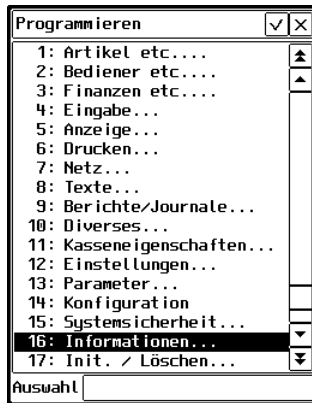 Programmieren
1: Artikel etc....
2: Bediener etc....
3: Finanzen etc....
4: Eingabe...
5: Anzeige...
6: Drucken...
7: Netz...
8: Texte...
9: Berichte/Journale...
10: Diverses...
11: Kasseneigenschaften...
12: Einstellungen...
13: Parameter...
14: Konfiguration
15: Systemsicherheit...
16: Informationen...
17: Init. / Löschen...
Auswahl